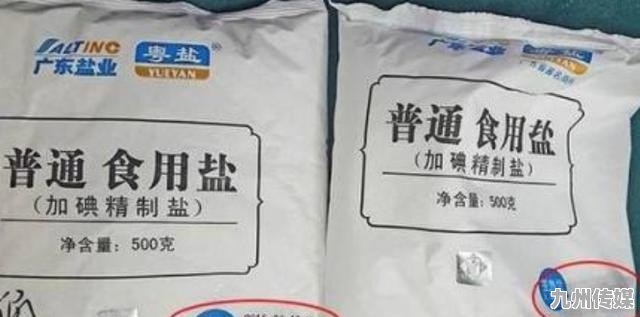 SALTINC
粤盐
®
广东盐业
YUEYAN
普通 食用盐
(加碘精制盐)
净含量: 500克
普通 食用盐
(加碘精制盐)
净含量: 500克
九州传媒